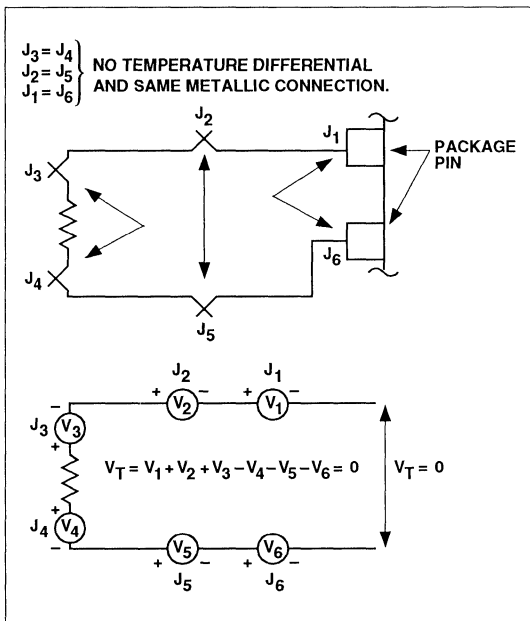 J3 = J4
J2 = J5
J1 = J6
NO TEMPERATURE DIFFERENTIAL
AND SAME METALLIC CONNECTION.
J2
J1
J3
PACKAGE
PIN
J4
J6
J5
J2
J1
+ V2 −
+ V1 −
−
J3 V3
+
VT = V1 + V2 + V3 – V4 – V5 – V6 = 0
VT = 0
+
J4 V4
−
+ V5 −
+ V6 −
J5
J6